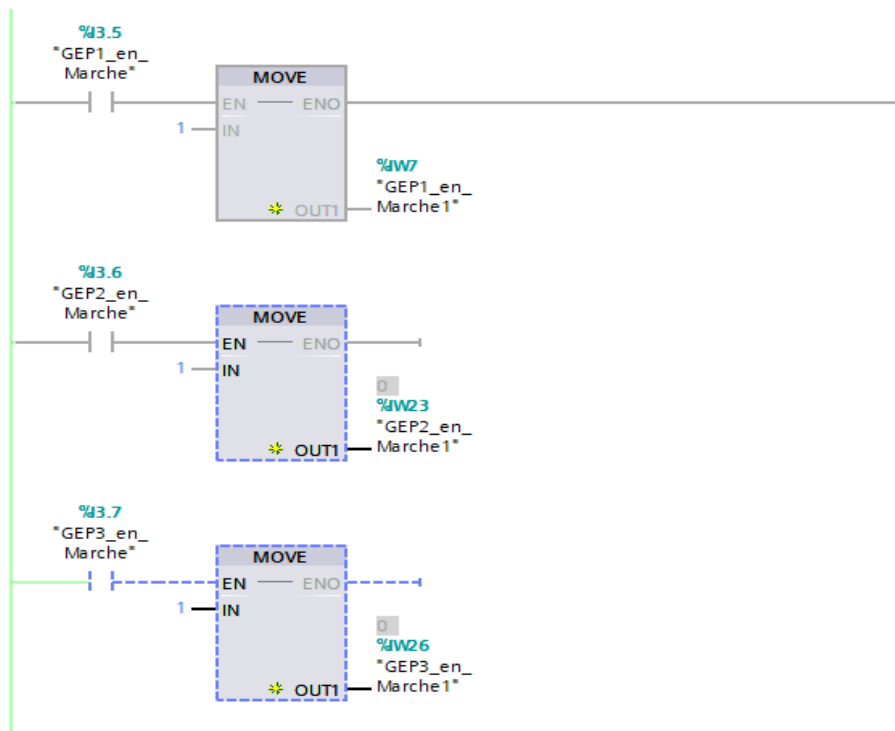 %I3.5
"GEP1_en_
Marche"
MOVE
EN
ENO
1
IN
%IW7
"GEP1_en_
Marche1"
OUT1
%I3.6
"GEP2_en_
Marche"
MOVE
EN
ENO
1
IN
0
%IW23
"GEP2_en_
Marche1"
OUT1
%I3.7
"GEP3_en_
Marche"
MOVE
EN
ENO
1
IN
0
%IW26
"GEP3_en_
Marche1"
OUT1